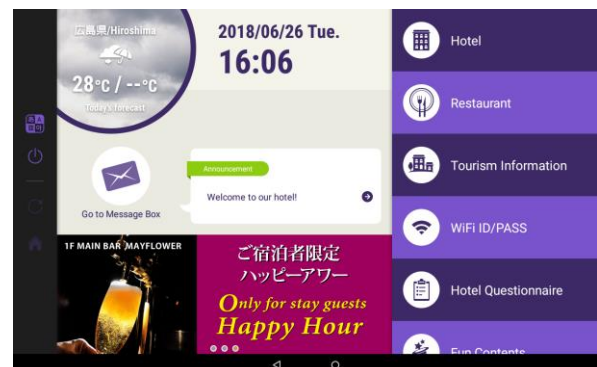 広島県/Hiroshima
28°C / --°C
Today's forecast
2018/06/26 Tue.
16:06
Go to Message Box
Announcement
Welcome to our hotel!
1F MAIN BAR MAYFLOWER
ご宿泊者限定
ハッピーアワー
Only for stay guests
Happy Hour
Hotel
Restaurant
Tourism Information
WiFi ID/PASS
Hotel Questionnaire
Fun Contents